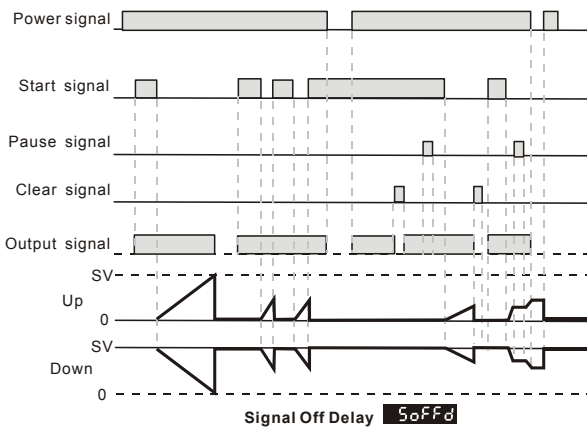 Power signal
Start signal
Pause signal
Clear signal
Output signal
SV
Up
0
SV
Down
0
Signal Off Delay SoFFd